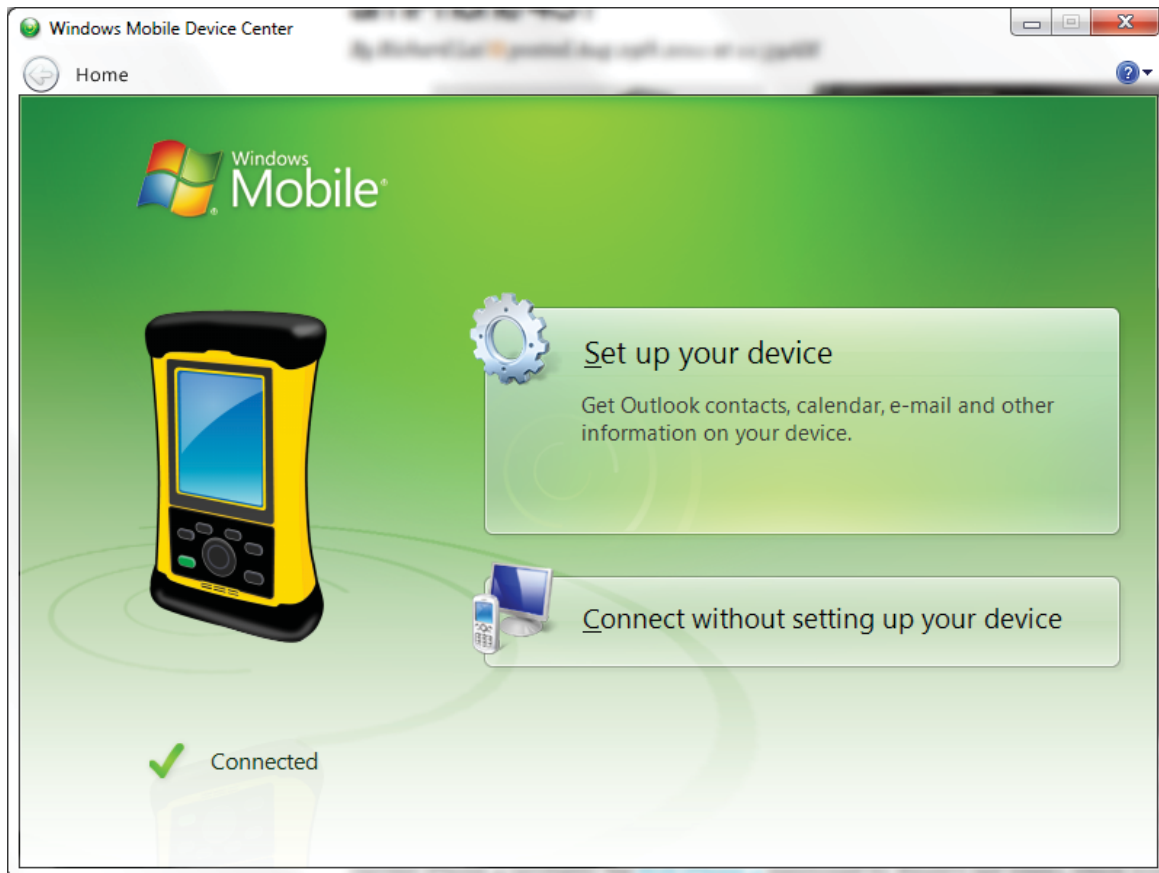 Windows Mobile Device Center
Home
Windows
Mobile
Set up your device
Get Outlook contacts, calendar, e-mail and other
information on your device.
Connect without setting up your device
Connected